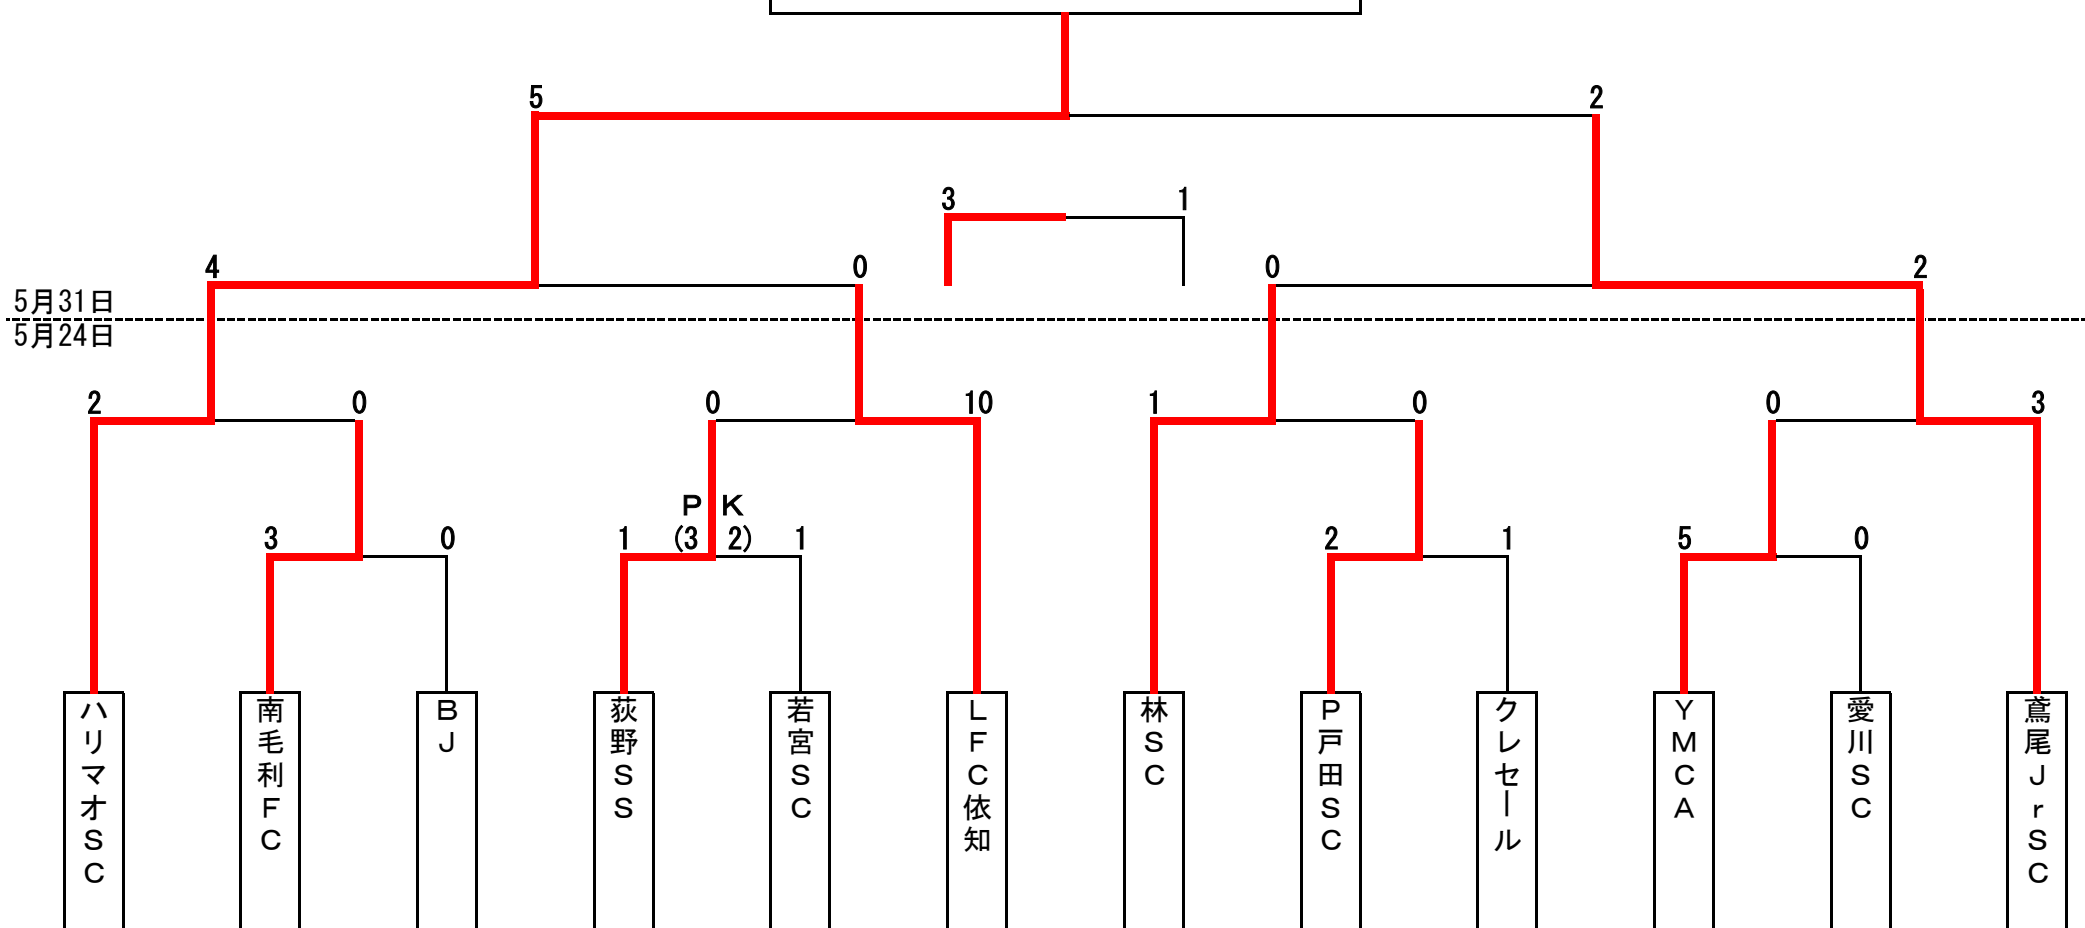 5 2
3 1
4 0 0 2
5月31日
5月24日
2 0 0 10 1 0 0 3
P K
3 0 1 (3 2) 1 2 1 5 0
ハリマオSC
南毛利FC
BJ
荻野SS
若宮SC
LFC依知
林SC
P戸田SC
クレセール
YMCA
愛川SC
鳶尾JrSC